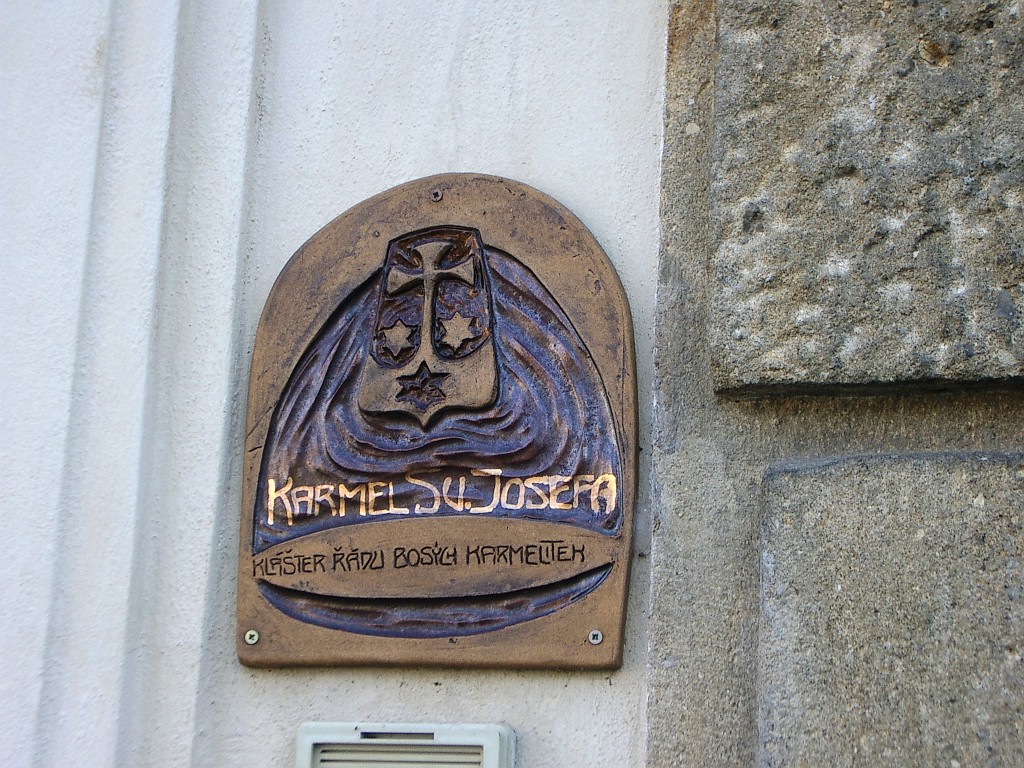 KARMEL SV. JOSEFA
KLÁŠTER ŘÁDU BOSÝCH KARMELITEK